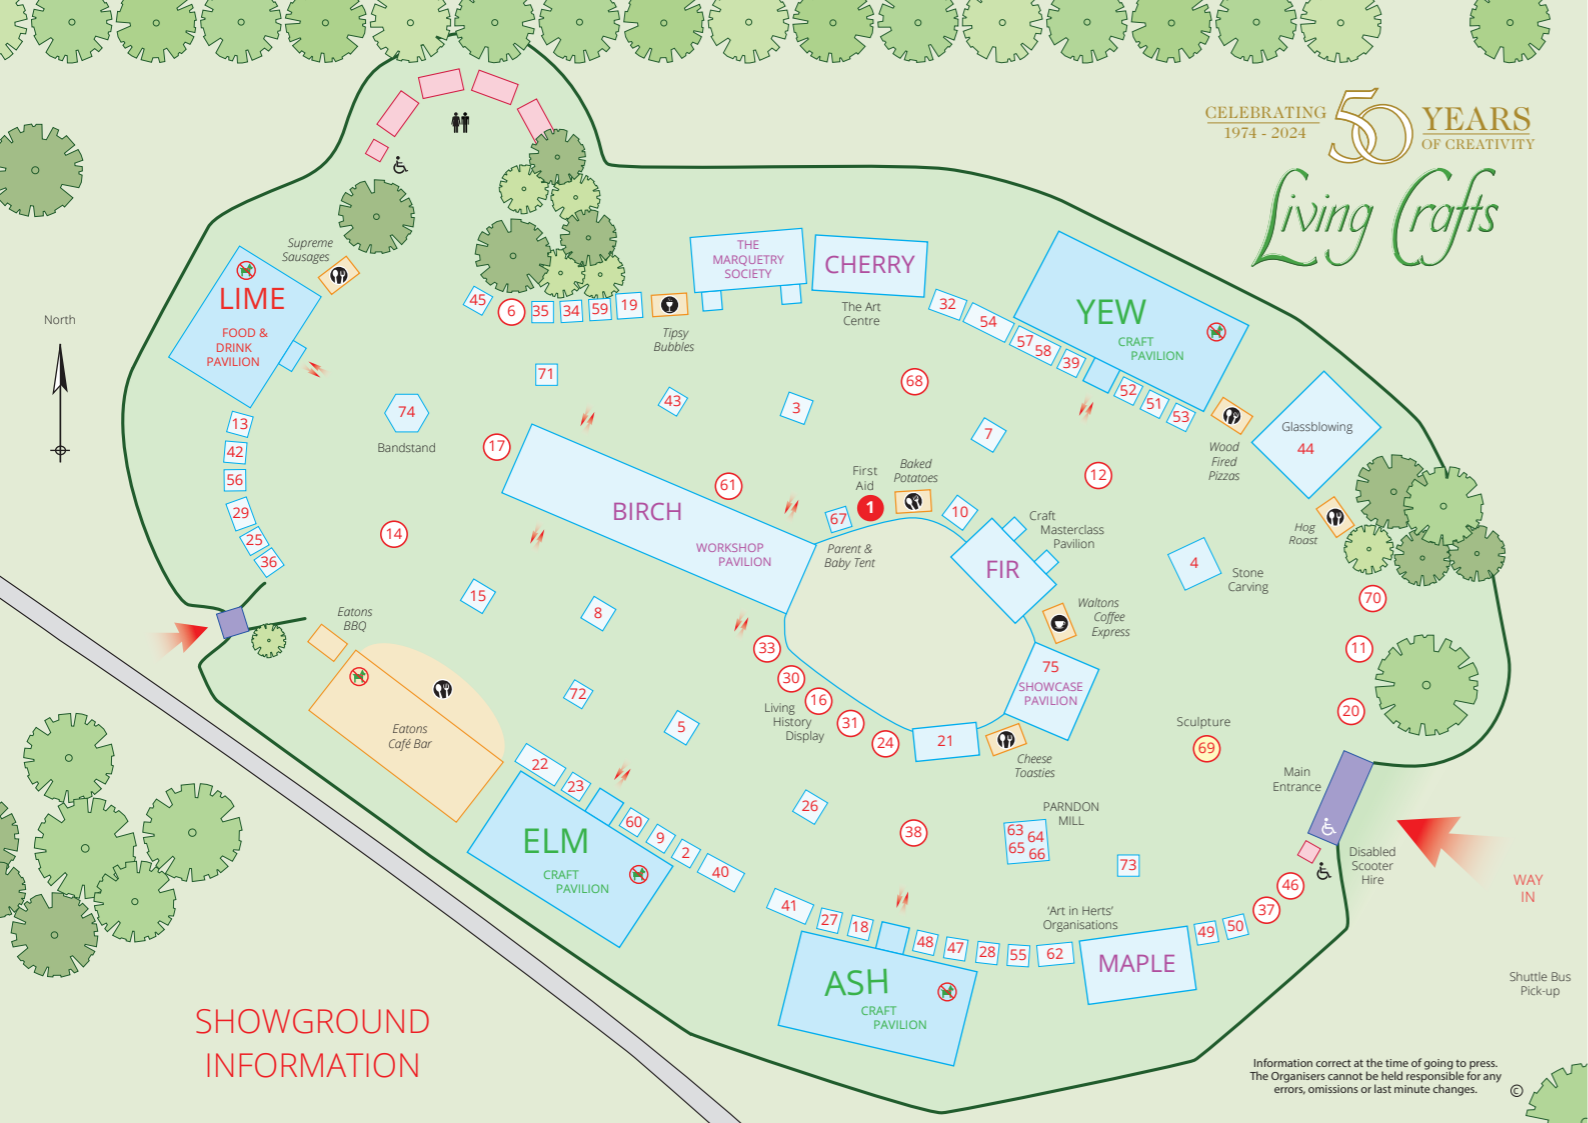 CELEBRATING
1974 - 2024
50
YEARS
OF CREATIVITY
Living Crafts
North
Supreme
Sausages
LIME
FOOD &
DRINK
PAVILION
45
6
35
34
59
19
Tipsy
Bubbles
THE
MARQUETRY
SOCIETY
CHERRY
The Art
Centre
32
54
57
58
39
YEW
CRAFT
PAVILION
52
51
53
Wood
Fired
Pizzas
Glassblowing
44
Hog
Roast
71
43
3
68
7
12
74
Bandstand
17
13
42
56
29
25
36
14
BIRCH
WORKSHOP
PAVILION
61
67
First
Aid
1
Baked
Potatoes
10
Parent &
Baby Tent
Craft
Masterclass
Pavilion
FIR
4
Stone
Carving
70
11
20
Waltons
Coffee
Express
75
SHOWCASE
PAVILION
15
8
72
5
33
30
16
31
24
Living
History
Display
21
Cheese
Toasties
Sculpture
69
Eatons
BBQ
Eatons
Café Bar
22
23
60
9
2
40
ELM
CRAFT
PAVILION
26
38
PARNDON
MILL
63
64
65
66
73
Main
Entrance
Disabled
Scooter
Hire
46
37
50
49
WAY
IN
41
27
18
48
47
28
55
62
'Art in Herts'
Organisations
MAPLE
ASH
CRAFT
PAVILION
Shuttle Bus
Pick-up
SHOWGROUND
INFORMATION
Information correct at the time of going to press.
The Organisers cannot be held responsible for any
errors, omissions or last minute changes.
©